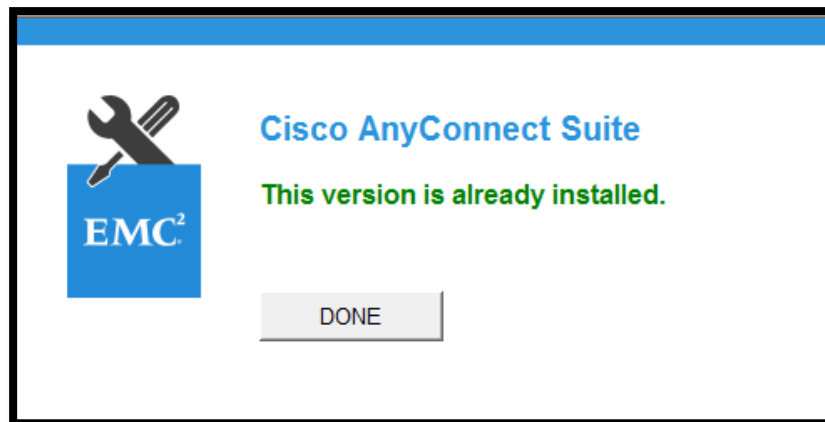 Cisco AnyConnect Suite
This version is already installed.
EMC²
DONE